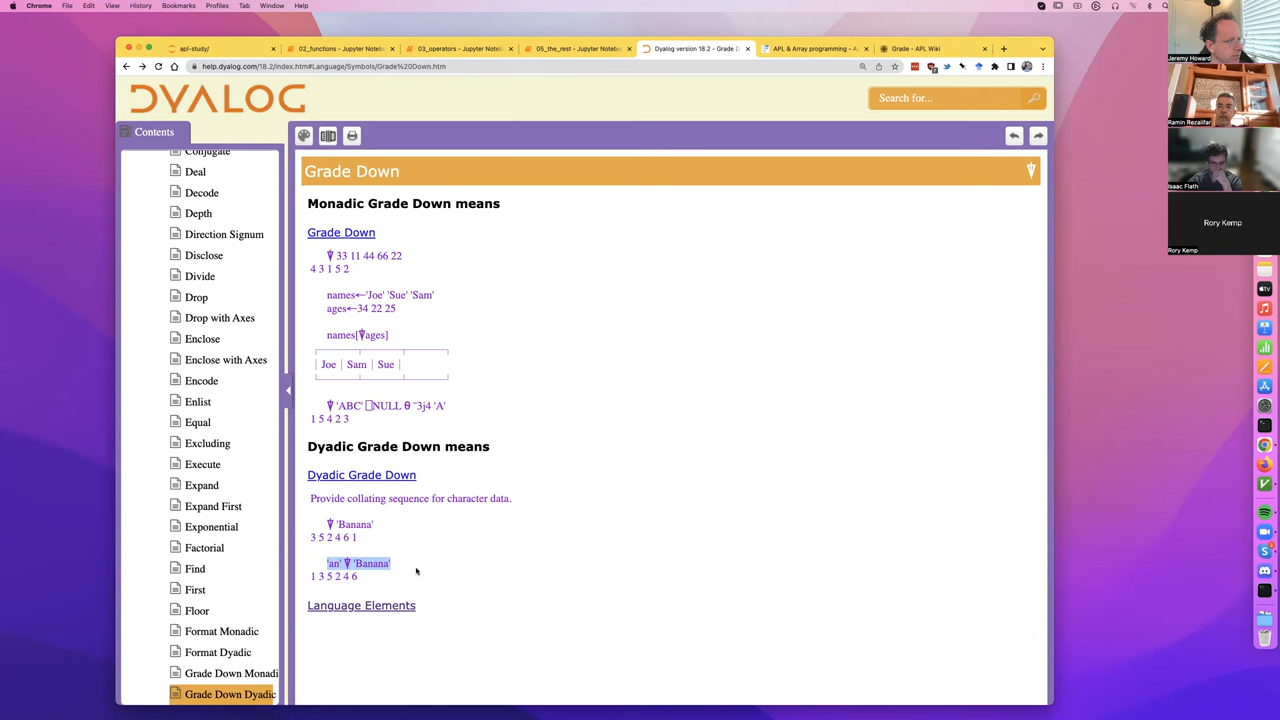 Chrome File Edit View History Bookmarks Profiles Tab Window Help
apl-study/
02_functions - Jupyter Noteb
03_operators - Jupyter Noteb
05_the_rest - Jupyter Notebo
Dyalog version 18.2 - Grade D
APL & Array programming - A
Grade - APL Wiki
help.dyalog.com/18.2/index.htm#Language/Symbols/Grade%20Down.htm
DYALOG
Search for...
Contents
Conjugate
Deal
Decode
Depth
Direction Signum
Disclose
Divide
Drop
Drop with Axes
Enclose
Enclose with Axes
Encode
Enlist
Equal
Excluding
Execute
Expand
Expand First
Exponential
Factorial
Find
First
Floor
Format Monadic
Format Dyadic
Grade Down Monadi
Grade Down Dyadic
Grade Down ⍒
Monadic Grade Down means
Grade Down
⍒ 33 11 44 66 22
4 3 1 5 2
names←'Joe' 'Sue' 'Sam'
ages←34 22 25
names[⍒ages]
Joe | Sam | Sue |
⍒ 'ABC' ⎕NULL θ ¯3j4 'A'
1 5 4 2 3
Dyadic Grade Down means
Dyadic Grade Down
Provide collating sequence for character data.
⍒ 'Banana'
3 5 2 4 6 1
'an' ⍒ 'Banana'
1 3 5 2 4 6
Language Elements
Jeremy Howard
Ramin Rezaiifar
Isaac Flath
Rory Kemp
Rory Kemp
tv